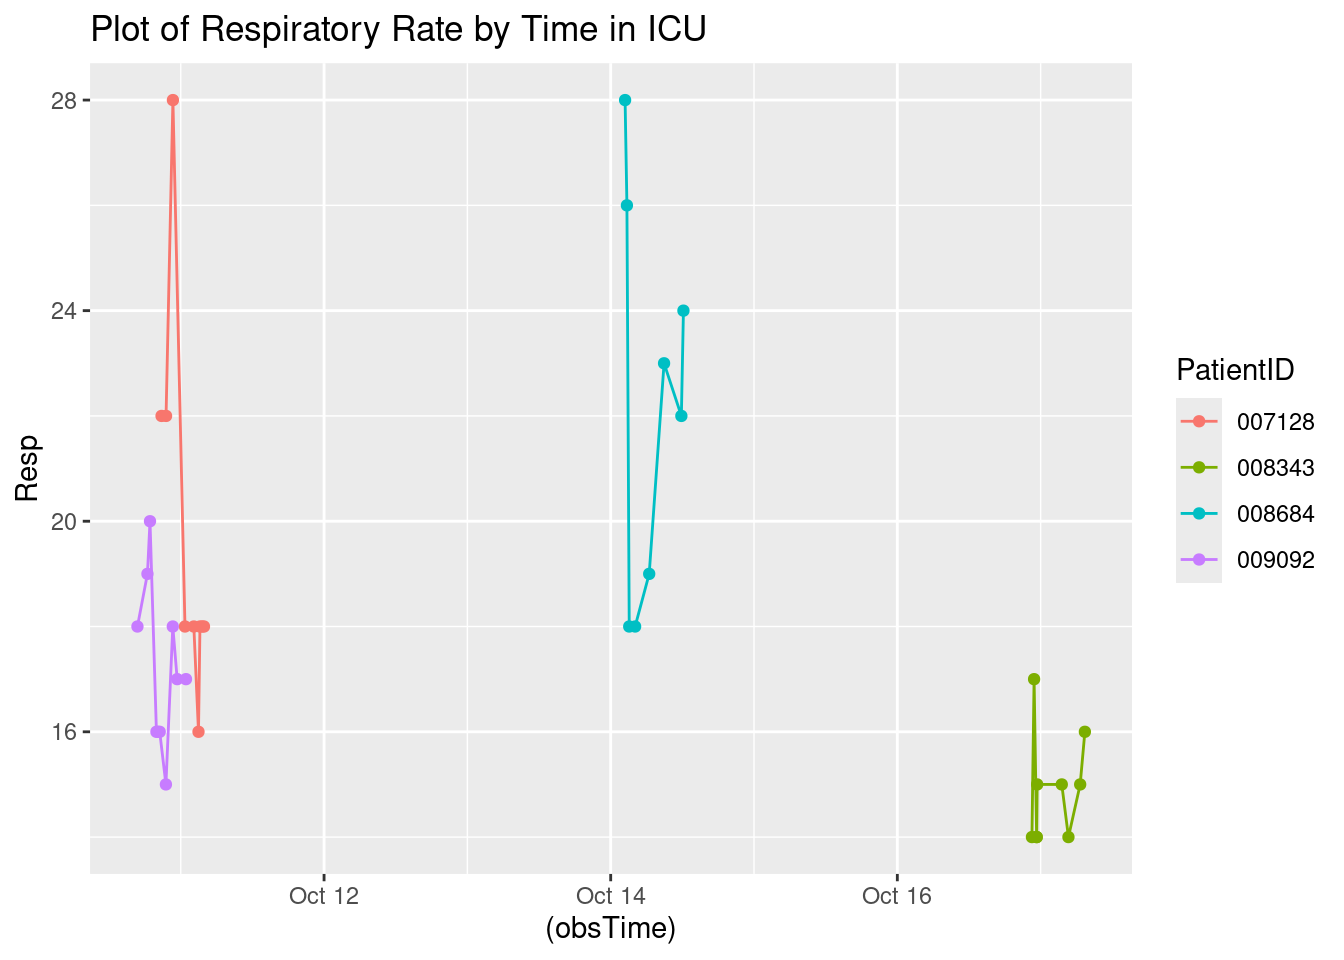 Plot of Respiratory Rate by Time in ICU
28
24
20
16
Resp
Oct 12
Oct 14
Oct 16
(obsTime)
PatientID
007128
008343
008684
009092